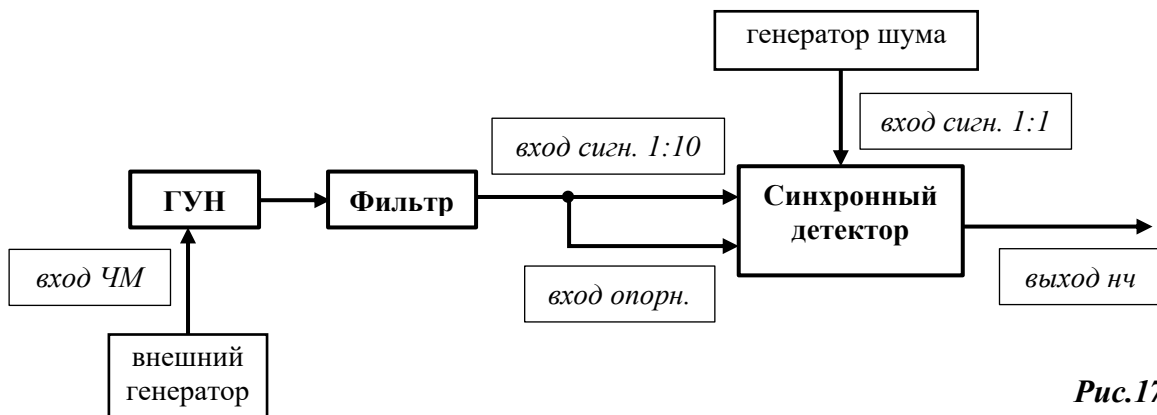 генератор шума
вход сигн. 1:10
вход сигн. 1:1
ГУН
Фильтр
Синхронный
детектор
вход ЧМ
вход опорн.
выход нч
внешний
генератор
Рис.17